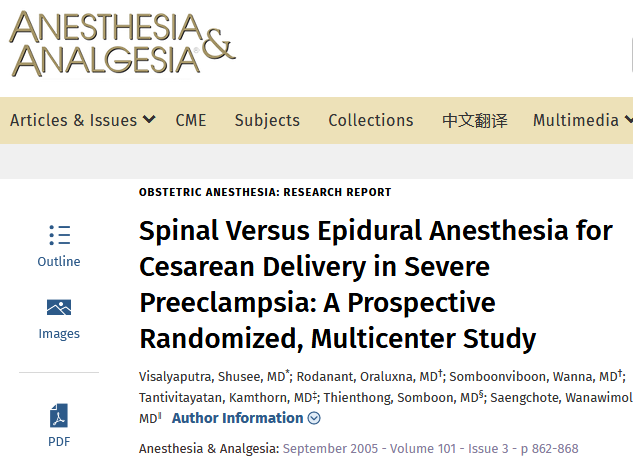 ANESTHESIA
& ANALGESIA®
Articles & Issues CME Subjects Collections 中文翻译 Multimedia
OBSTETRIC ANESTHESIA: RESEARCH REPORT
Spinal Versus Epidural Anesthesia for
Cesarean Delivery in Severe
Preeclampsia: A Prospective
Randomized, Multicenter Study
Outline
Images
PDF
Visalyaputra, Shusee, MD*; Rodanant, Oraluxna, MD†; Somboonviboon, Wanna, MD†;
Tantivitayatan, Kamthorn, MD‡; Thienthong, Somboon, MD§; Saengchote, Wanawimol
MD∥ Author Information
Anesthesia & Analgesia: September 2005 - Volume 101 - Issue 3 - p 862-868